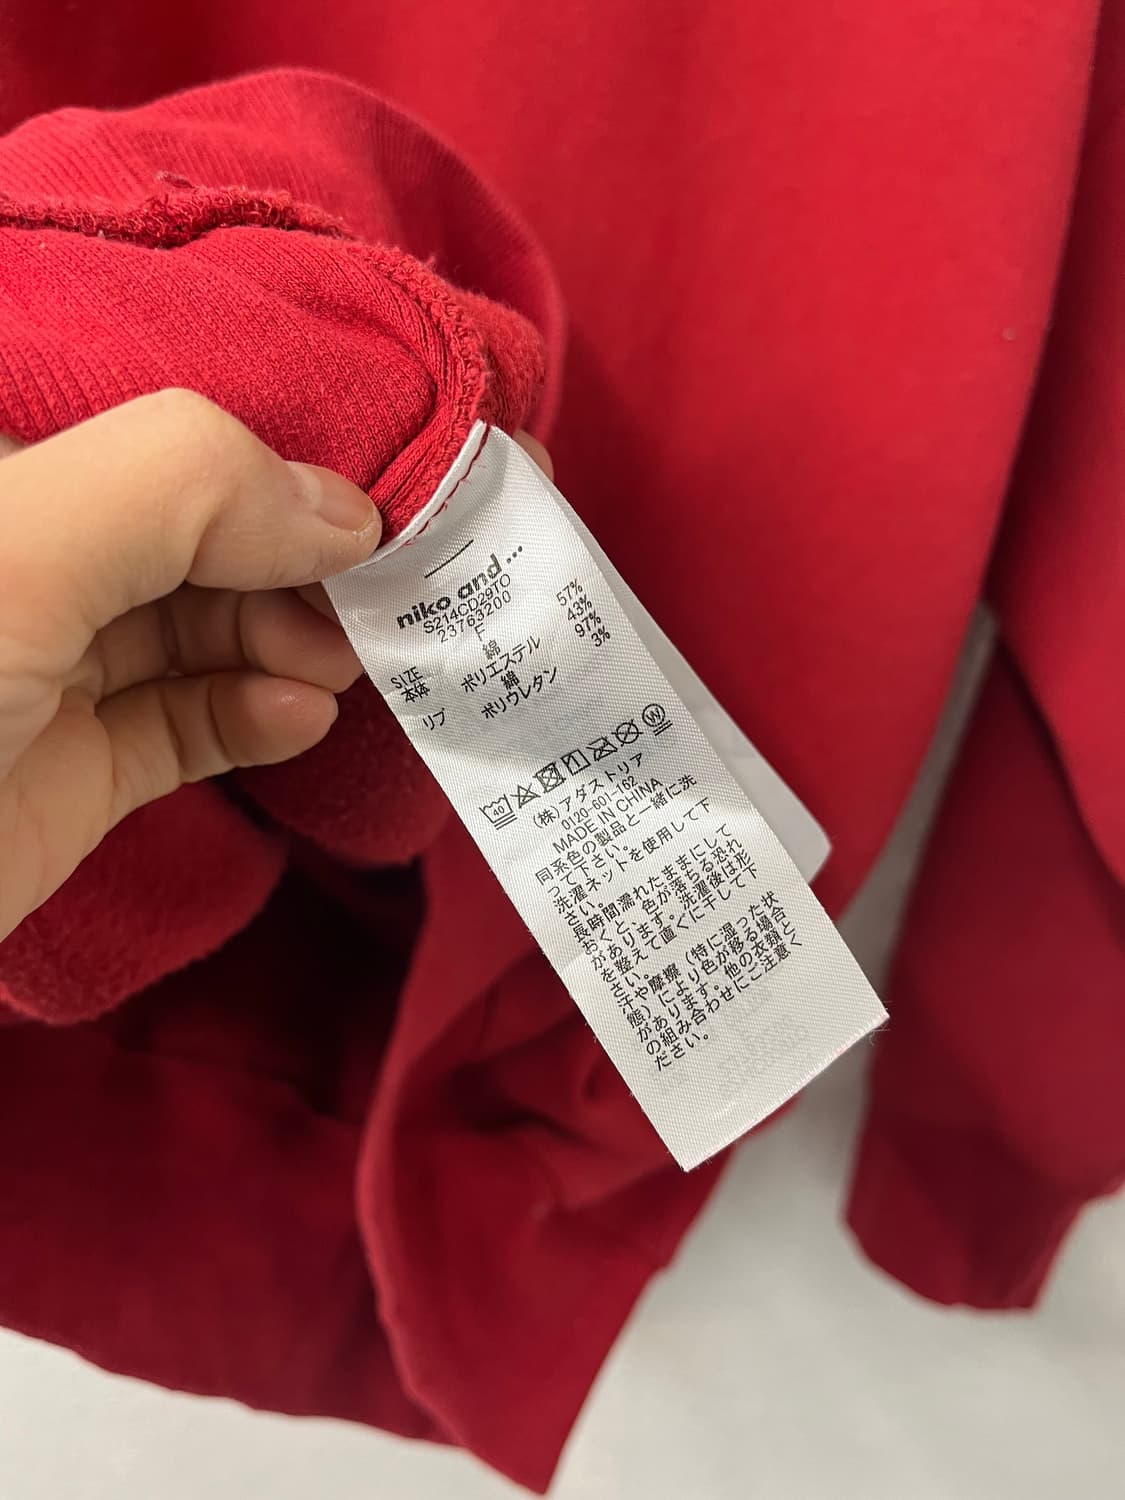 niko and ...
S214CD29TO
23763200
SIZE F
本体 綿 57%
ポリエステル 43%
リブ 綿 97%
ポリウレタン 3%
40 W
(株)アダストリア
0120-601-162
MADE IN CHINA
同系色の製品と一緒に洗
って下さい。
洗濯ネットを使用して下
さい。
長時間濡れたままにして
おくと、色が落ちる恐れ
があります。洗濯後は形
を整えて直ぐに干して下
さい。
汗や摩擦(特に湿った状
態)により色が移る場合
があります。他の衣類と
の組み合わせにご注意く
ださい。